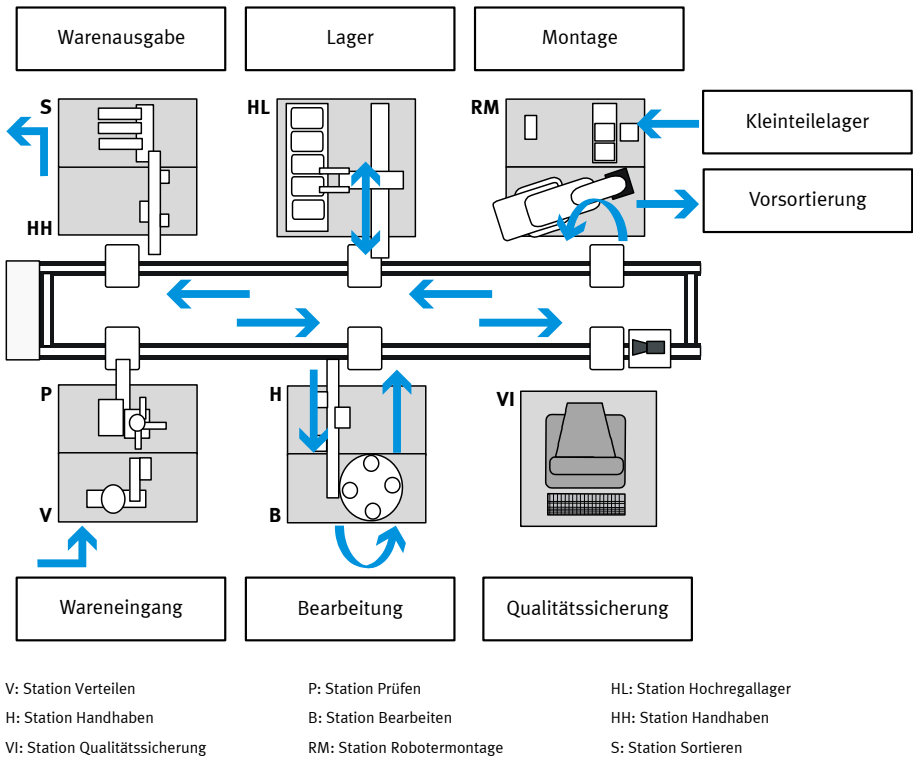 Warenausgabe
Lager
Montage
S
HL
RM
Kleinteilelager
Vorsortierung
HH
P
H
VI
V
B
Wareneingang
Bearbeitung
Qualitätssicherung
V: Station Verteilen
P: Station Prüfen
HL: Station Hochregallager
H: Station Handhaben
B: Station Bearbeiten
HH: Station Handhaben
VI: Station Qualitätssicherung
RM: Station Robotermontage
S: Station Sortieren